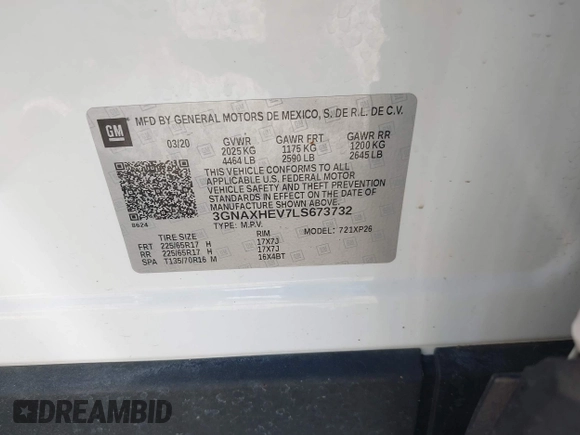 GM
MFD BY GENERAL MOTORS DE MEXICO, S. DE R.L. DE C.V.
03/20 GVWR GAWR FRT GAWR RR
2025 KG 1175 KG 1200 KG
4464 LB 2590 LB 2645 LB
THIS VEHICLE CONFORMS TO ALL
APPLICABLE U.S. FEDERAL MOTOR
VEHICLE SAFETY AND THEFT PREVENTION
STANDARDS IN EFFECT ON THE DATE OF
MANUFACTURE SHOWN ABOVE.
3GNAXHEV7LS673732
8624 TYPE: M.P.V. MODEL: 721XP26
TIRE SIZE RIM
FRT 225/65R17 H 17X7J
RR 225/65R17 H 17X7J
SPA T135/70R16 M 16X4BT
DREAMBID